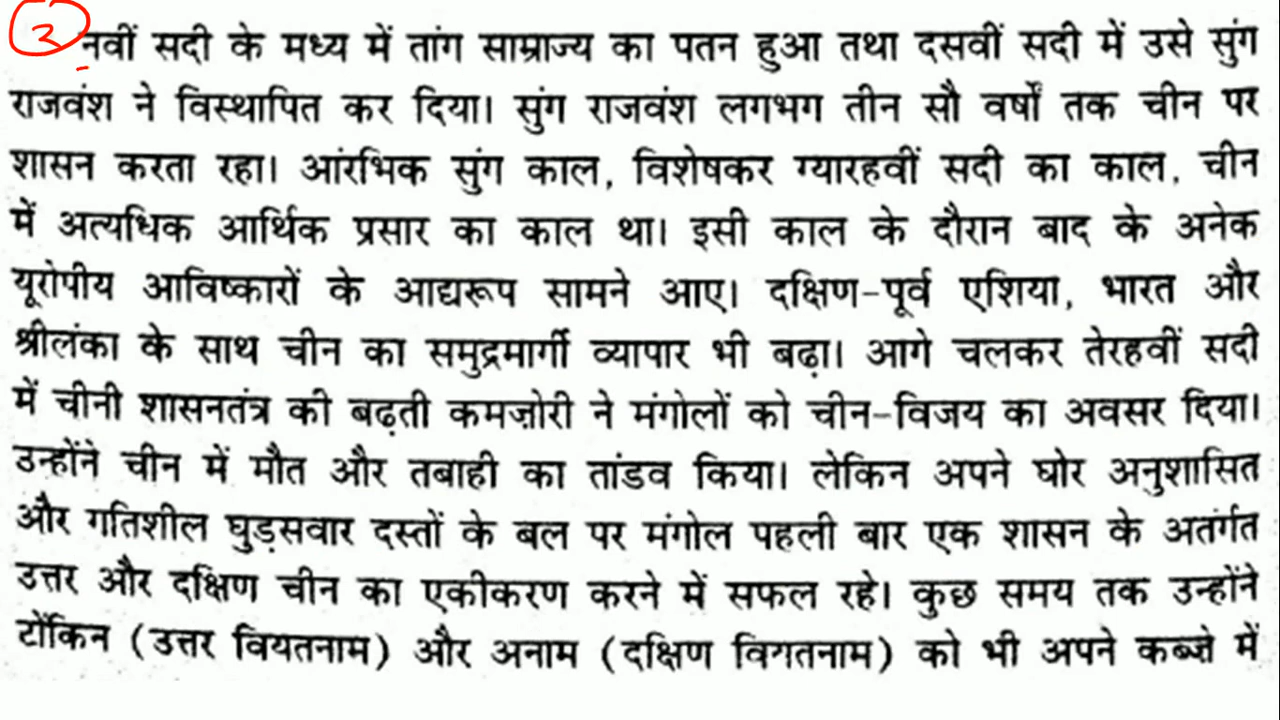 2
नवीं सदी के मध्य में तांग साम्राज्य का पतन हुआ तथा दसवीं सदी में उसे सुंग
राजवंश ने विस्थापित कर दिया। सुंग राजवंश लगभग तीन सौ वर्षों तक चीन पर
शासन करता रहा। आंरभिक सुंग काल, विशेषकर ग्यारहवीं सदी का काल, चीन
में अत्यधिक आर्थिक प्रसार का काल था। इसी काल के दौरान बाद के अनेक
यूरोपीय आविष्कारों के आद्यरूप सामने आए। दक्षिण-पूर्व एशिया, भारत और
श्रीलंका के साथ चीन का समुद्रमार्गी व्यापार भी बढ़ा। आगे चलकर तेरहवीं सदी
में चीनी शासनतंत्र की बढ़ती कमज़ोरी ने मंगोलों को चीन-विजय का अवसर दिया।
उन्होंने चीन में मौत और तबाही का तांडव किया। लेकिन अपने घोर अनुशासित
और गतिशील घुड़सवार दस्तों के बल पर मंगोल पहली बार एक शासन के अतंर्गत
उत्तर और दक्षिण चीन का एकीकरण करने में सफल रहे। कुछ समय तक उन्होंने
टोंकिन (उत्तर वियतनाम) और अनाम (दक्षिण वियतनाम) को भी अपने कब्ज़े में